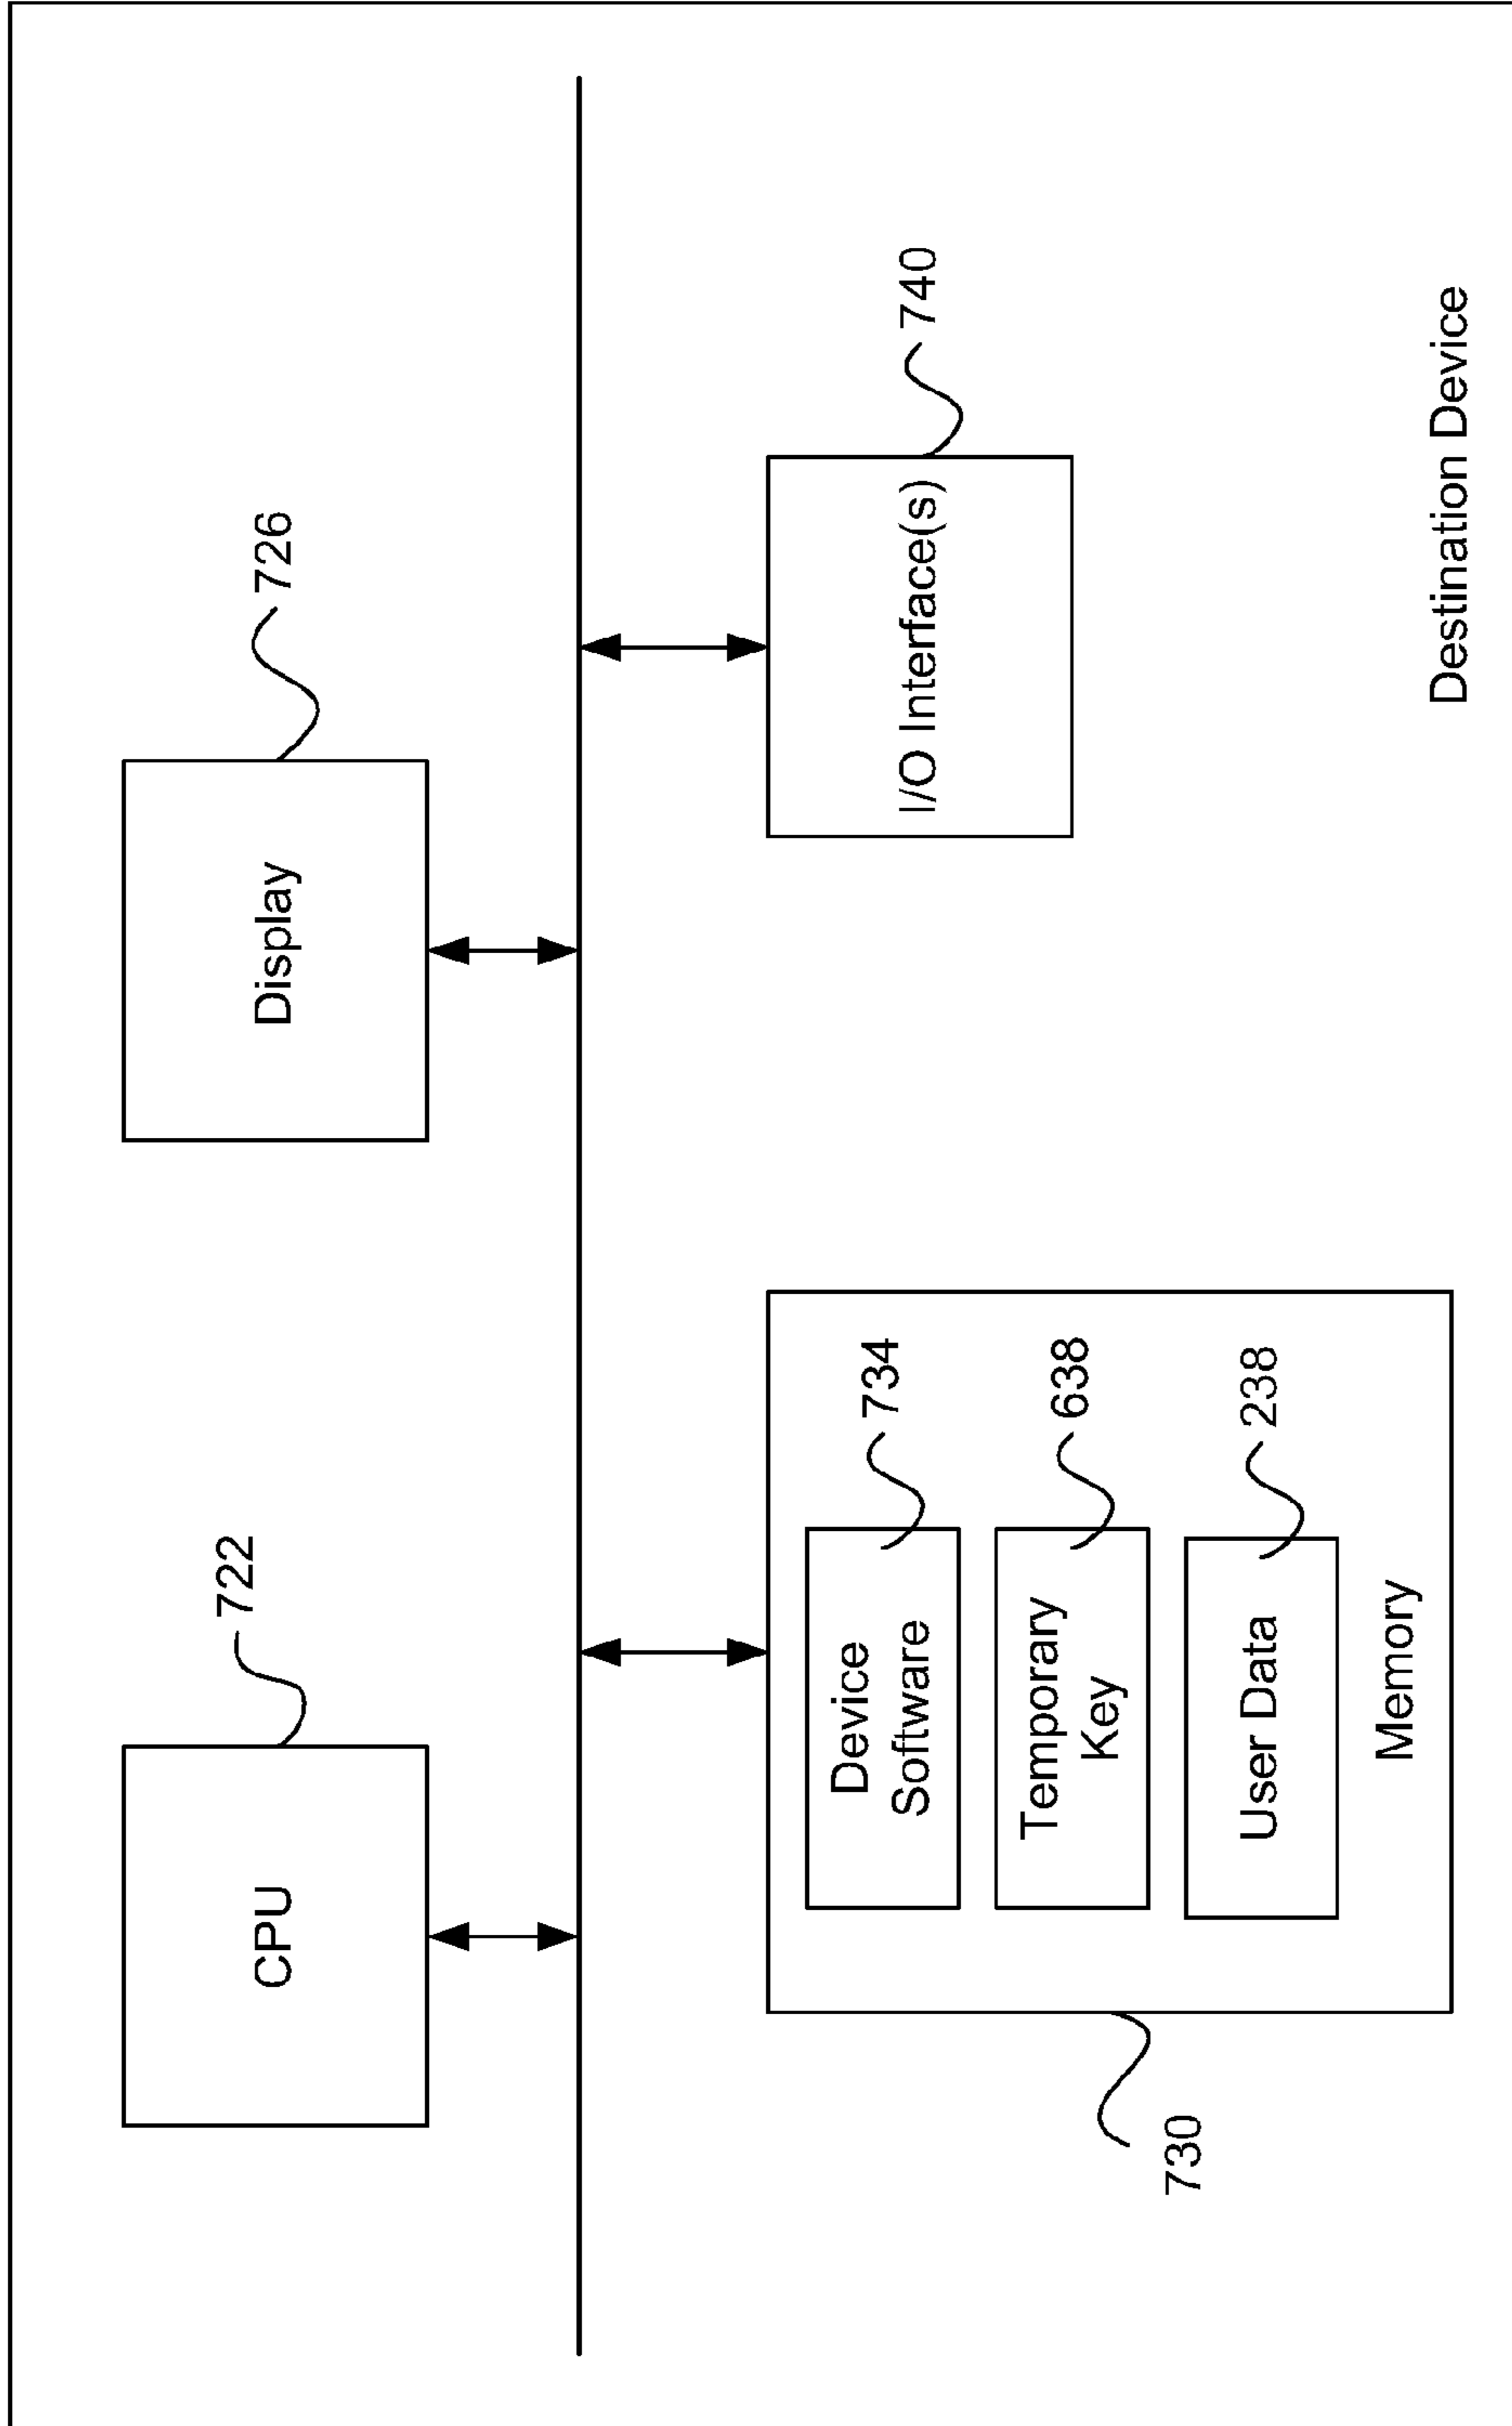 722
726
CPU
Display
Device
Software
734
Temporary
Key
638
User Data
238
Memory
730
I/O Interface(s)
740
Destination Device